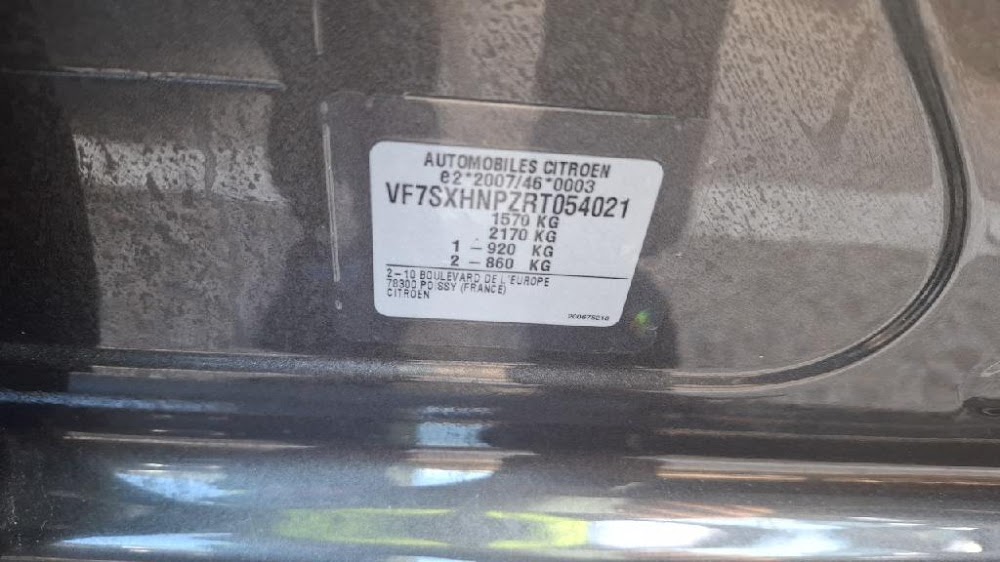 AUTOMOBILES CITROEN
e2*2007/46*0003
VF7SXHNPZRT054021
1570 KG
2170 KG
1 - 920 KG
2 - 860 KG
2-10 BOULEVARD DE L'EUROPE
78300 POISSY (FRANCE)
CITROEN